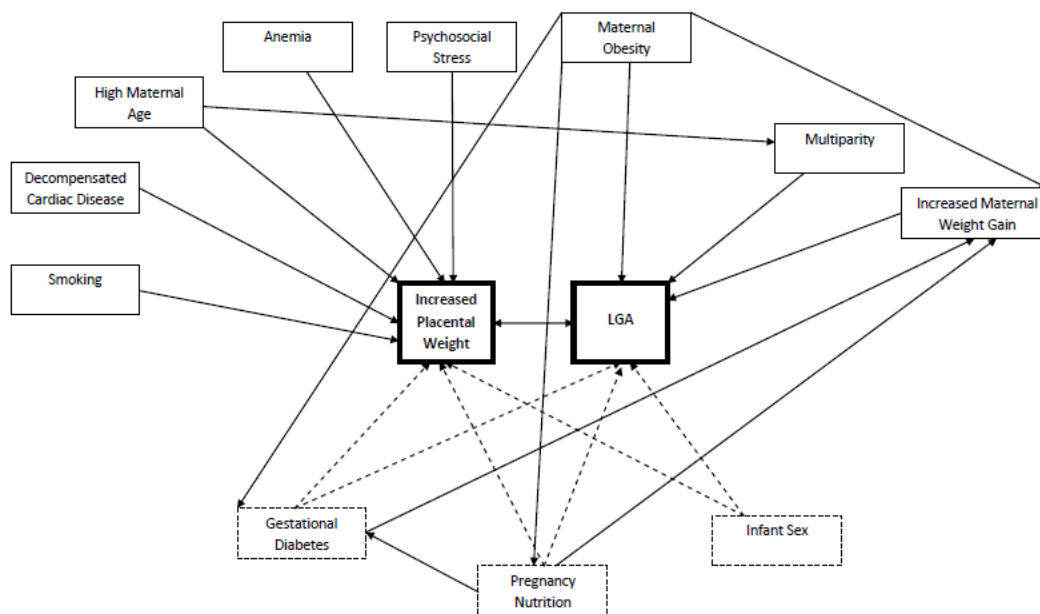 Anemia
Psychosocial
Stress
Maternal
Obesity
High Maternal
Age
Multiparity
Decompensated
Cardiac Disease
Increased Maternal
Weight Gain
Smoking
Increased
Placental
Weight
LGA
Gestational
Diabetes
Infant Sex
Pregnancy
Nutrition